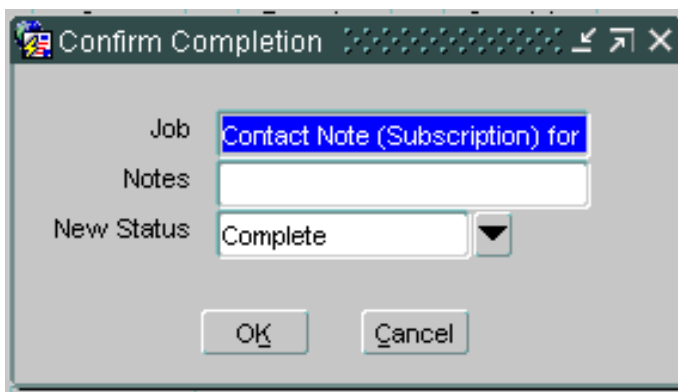 Confirm Completion
Job Contact Note (Subscription) for
Notes
New Status Complete
OK Cancel